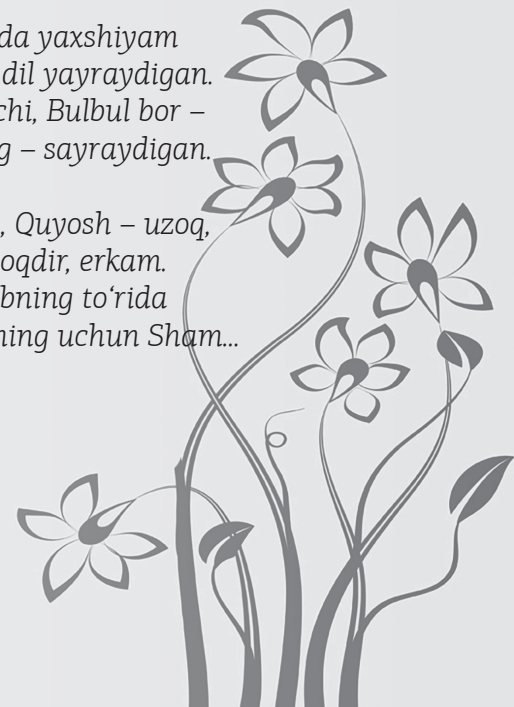 da yaxshiyam
dil yayraydigan.
chi, Bulbul bor –
g – sayraydigan.
, Quyosh – uzoq,
oqdir, erkam.
bning to‘rida
ning uchun Sham...